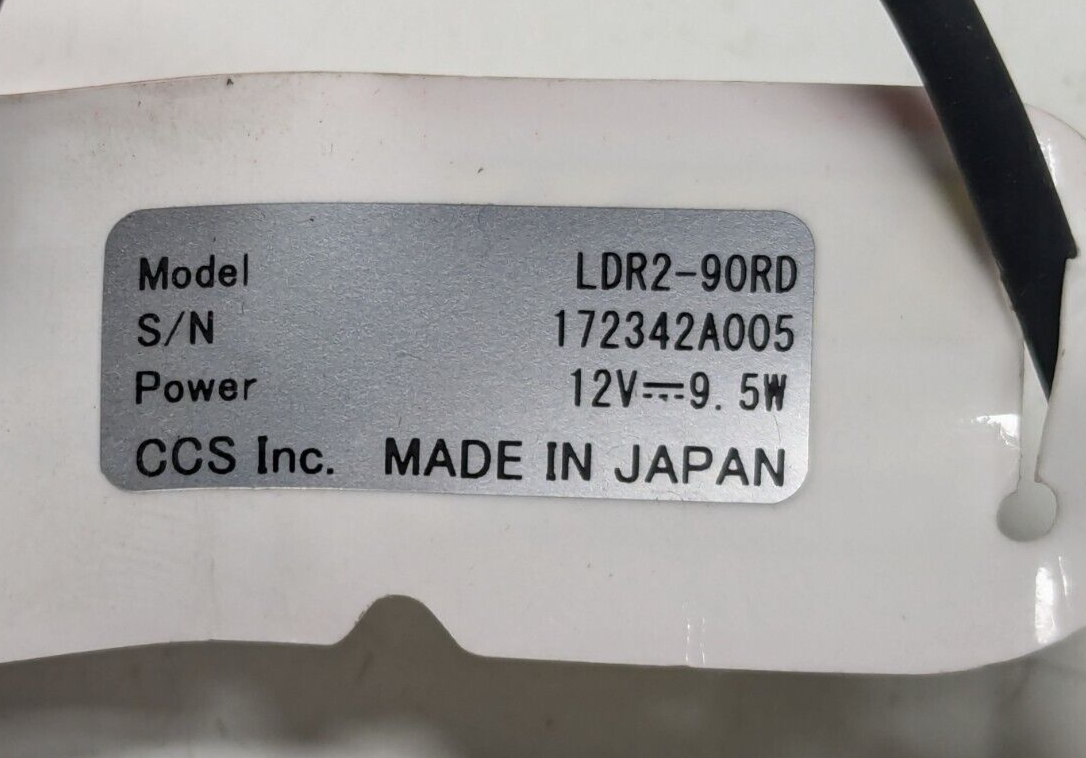 Model LDR2-90RD
S/N 172342A005
Power 12V⎓9.5W
CCS Inc. MADE IN JAPAN